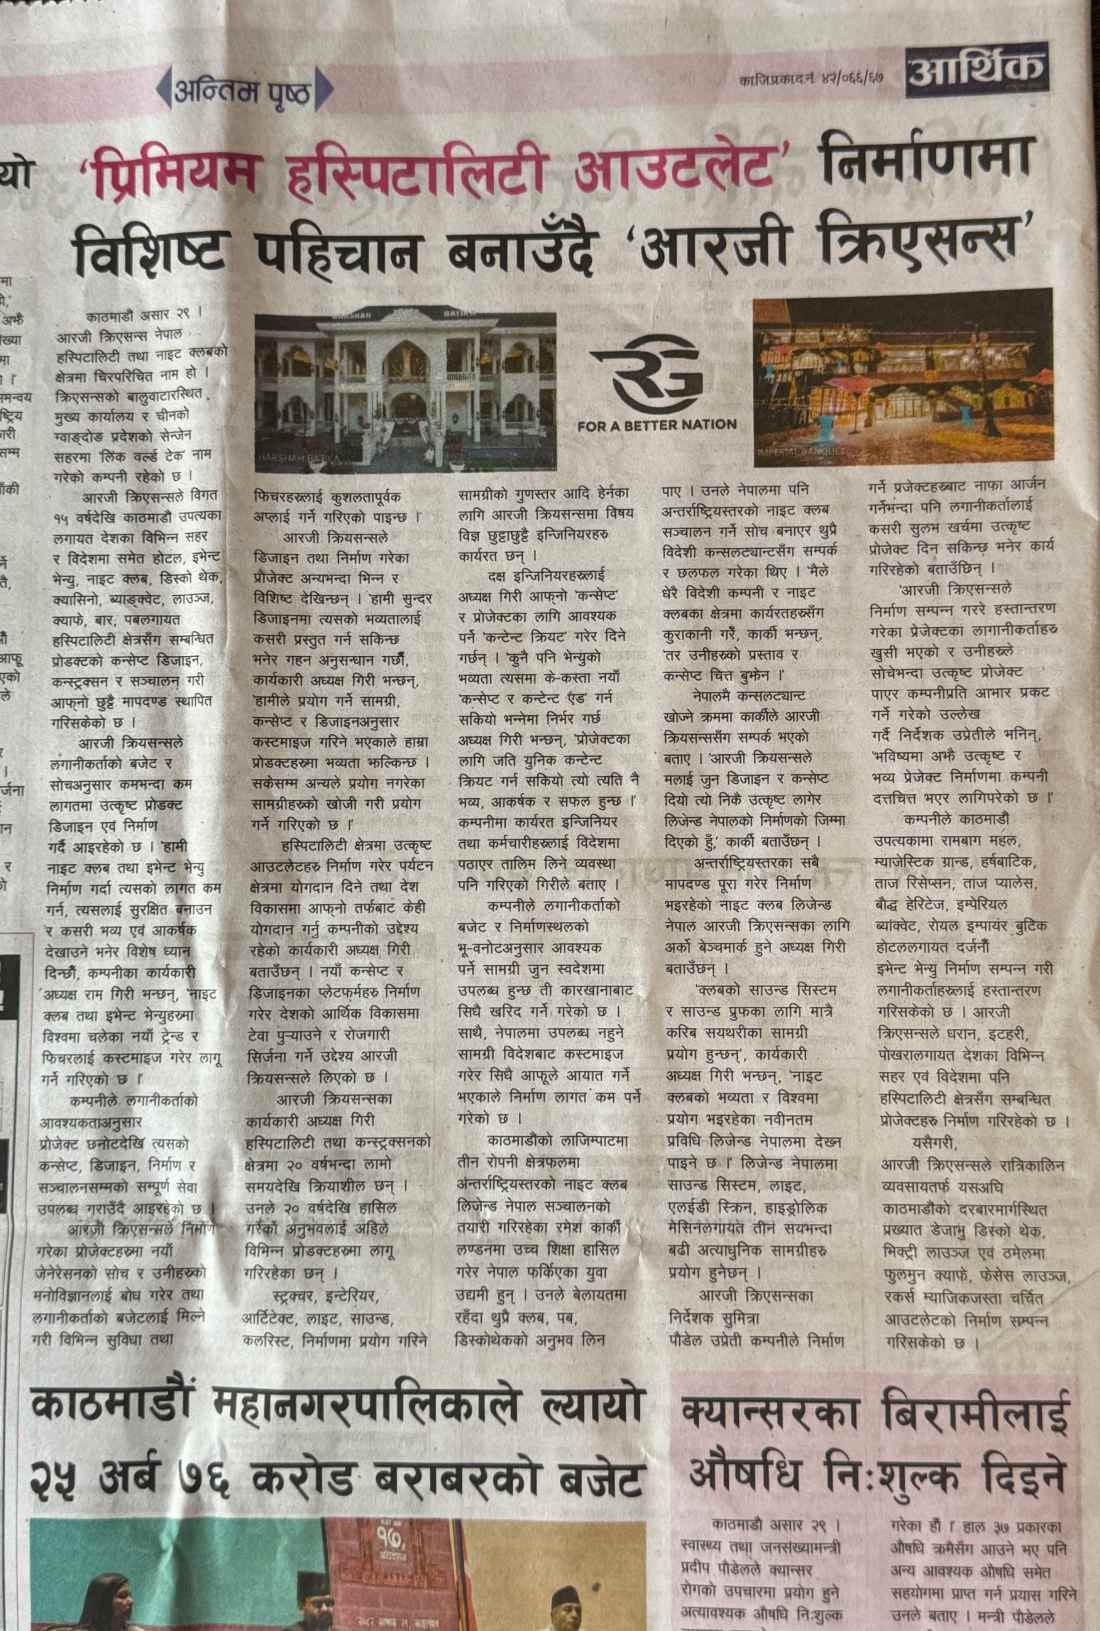 अन्तिम पृष्ठ
काजिप्रकादनं ४२/०६६/६७
आर्थिक
'प्रिमियम हस्पिटालिटी आउटलेट' निर्माणमा
विशिष्ट पहिचान बनाउँदै 'आरजी क्रिएसन्स'
काठमाडौं असार २९ ।
आरजी क्रिएसन्स नेपाल
हस्पिटालिटी तथा नाइट क्लबको
क्षेत्रमा चिरपरिचित नाम हो ।
क्रिएसन्सको बालुवाटारस्थित
मुख्य कार्यालय र चीनको
ग्वाङ्दोङ प्रदेशको सेन्जेन
सहरमा 'लिंक वर्ल्ड टेक' नाम
गरेको कम्पनी रहेको छ ।
आरजी क्रिएसन्सले विगत
१५ वर्षदेखि काठमाडौं उपत्यका
लगायत देशका विभिन्न सहर
र विदेशमा समेत होटल, इभेन्ट
भेन्यु, नाइट क्लब, डिस्को थेक,
क्यासिनो, ब्याङ्क्वेट, लाउञ्ज,
क्याफे, बार, पबलगायत
हस्पिटालिटी क्षेत्रसँग सम्बन्धित
प्रोडक्टको कन्सेप्ट डिजाइन,
कन्स्ट्रक्सन र सञ्चालन गरी
आफ्नो छुट्टै मापदण्ड स्थापित
गरिसकेको छ ।
आरजी क्रियसन्सले
लगानीकर्ताको बजेट र
सोचअनुसार कमभन्दा कम
लागतमा उत्कृष्ट प्रोडक्ट
डिजाइन एवं निर्माण
गर्दै आइरहेको छ । 'हामी
नाइट क्लब तथा इभेन्ट भेन्यु
निर्माण गर्दा त्यसको लागत कम
गर्न, त्यसलाई सुरक्षित बनाउन
र कसरी भव्य एवं आकर्षक
देखाउने भनेर विशेष ध्यान
दिन्छौं, कम्पनीका कार्यकारी
अध्यक्ष राम गिरी भन्छन्, 'नाइट
क्लब तथा इभेन्ट भेन्युहरुमा
विश्वमा चलेका नयाँ ट्रेन्ड र
फिचरलाई कस्टमाइज गरेर लागू
गर्ने गरिएको छ ।'
कम्पनीले लगानीकर्ताको
आवश्यकताअनुसार
प्रोजेक्ट छनोटदेखि त्यसको
कन्सेप्ट, डिजाइन, निर्माण र
सञ्चालनसम्मको सम्पूर्ण सेवा
उपलब्ध गराउँदै आइरहेको छ ।
आरजी क्रिएसन्सले निर्माण
गरेका प्रोजेक्टहरुमा नयाँ
जेनेरेसनको सोच र उनीहरुको
मनोविज्ञानलाई बोध गरेर तथा
लगानीकर्ताको बजेटलाई मिल्ने
गरी विभिन्न सुविधा तथा
HARSHAH BATIKA
HARSHAH BATIKA
RG
FOR A BETTER NATION
IMPERIAL BANQUET
फिचरहरुलाई कुशलतापूर्वक
अप्लाई गर्ने गरिएको पाइन्छ ।
आरजी क्रियसन्सले
डिजाइन तथा निर्माण गरेका
प्रोजेक्ट अन्यभन्दा भिन्न र
विशिष्ट देखिन्छन् । 'हामी सुन्दर
डिजाइनमा त्यसको भव्यतालाई
कसरी प्रस्तुत गर्न सकिन्छ
भनेर गहन अनुसन्धान गर्छौं,
कार्यकारी अध्यक्ष गिरी भन्छन्,
'हामीले प्रयोग गर्ने सामग्री,
कन्सेप्ट र डिजाइनअनुसार
कस्टमाइज गरिने भएकाले हाम्रा
प्रोडक्टहरुमा भव्यता झल्किन्छ ।
सकेसम्म अन्यले प्रयोग नगरेका
सामाग्रीहरुको खोजी गरी प्रयोग
गर्ने गरिएको छ ।'
हस्पिटालिटी क्षेत्रमा उत्कृष्ट
आउटलेटहरु निर्माण गरेर पर्यटन
क्षेत्रमा योगदान दिने तथा देश
विकासमा आफ्नो तर्फबाट केही
योगदान गर्नु कम्पनीको उद्देश्य
रहेको कार्यकारी अध्यक्ष गिरी
बताउँछन् । नयाँ कन्सेप्ट र
डिजाइनका प्लेटफर्महरु निर्माण
गरेर देशको आर्थिक विकासमा
टेवा पुऱ्याउने र रोजगारी
सिर्जना गर्ने उद्देश्य आरजी
क्रियसन्सले लिएको छ ।
आरजी क्रियसन्सका
कार्यकारी अध्यक्ष गिरी
हस्पिटालिटी तथा कन्स्ट्रक्सनको
क्षेत्रमा २० वर्षभन्दा लामो
समयदेखि क्रियाशील छन् ।
उनले २० वर्षदेखि हासिल
गरेको अनुभवलाई अहिले
विभिन्न प्रोडक्टहरुमा लागू
गरिरहेका छन् ।
स्ट्रक्चर, इन्टेरियर,
आर्टिटेक्ट, लाइट, साउन्ड,
कलरिस्ट, निर्माणमा प्रयोग गरिने
सामग्रीको गुणस्तर आदि हेर्नका
लागि आरजी क्रियसन्समा विषय
विज्ञ छुट्टाछुट्टै इन्जिनियरहरु
कार्यरत छन् ।
दक्ष इन्जिनियरहरुलाई
अध्यक्ष गिरी आफ्नो 'कन्सेप्ट'
र प्रोजेक्टका लागि आवश्यक
पर्ने 'कन्टेन्ट क्रियट' गरेर दिने
गर्छन् । 'कुनै पनि भेन्युको
भव्यता त्यसमा के-कस्ता नयाँ
'कन्सेप्ट र कन्टेन्ट एड' गर्न
सकियो भन्नेमा निर्भर गर्छ
अध्यक्ष गिरी भन्छन्, 'प्रोजेक्टका
लागि जति युनिक कन्टेन्ट
क्रियट गर्न सकियो त्यो त्यति नै
भव्य, आकर्षक र सफल हुन्छ ।'
कम्पनीमा कार्यरत इन्जिनियर
तथा कर्मचारीहरुलाई विदेशमा
पठाएर तालिम लिने व्यवस्था
पनि गरिएको गिरीले बताए ।
कम्पनीले लगानीकर्ताको
बजेट र निर्माणस्थलको
भू-वनोटअनुसार आवश्यक
पर्ने सामग्री जुन स्वदेशमा
उपलब्ध हुन्छ ती कारखानाबाट
सिधै खरिद गर्ने गरेको छ ।
साथै, नेपालमा उपलब्ध नहुने
सामग्री विदेशबाट कस्टमाइज
गरेर सिधै आफूले आयात गर्ने
भएकाले निर्माण लागत कम पर्ने
गरेको छ ।
काठमाडौंको लाजिम्पाटमा
तीन रोपनी क्षेत्रफलमा
अंन्तर्राष्ट्रियस्तरको नाइट क्लब
लिजेन्ड नेपाल सञ्चालनको
तयारी गरिरहेका रमेश कार्की
लण्डनमा उच्च शिक्षा हासिल
गरेर नेपाल फर्किएका युवा
उद्यमी हुन् । उनले बेलायतमा
रहँदा थुप्रै क्लब, पब,
डिस्कोथेकको अनुभव लिन
पाए । उनले नेपालमा पनि
अन्तर्राष्ट्रियस्तरको नाइट क्लब
सञ्चालन गर्ने सोच बनाएर थुप्रै
विदेशी कन्सलट्यान्टसँग सम्पर्क
र छलफल गरेका थिए । 'मैले
धेरै विदेशी कम्पनी र नाइट
क्लबका क्षेत्रमा कार्यरतहरुसँग
कुराकानी गरें, कार्की भन्छन्,
'तर उनीहरुको प्रस्ताव र
कन्सेप्ट चित्त बुझेन ।'
नेपालमै कन्सलट्यान्ट
खोज्ने क्रममा कार्कीले आरजी
क्रियसन्ससँग सम्पर्क भएको
बताए । 'आरजी क्रियसन्सले
मलाई जुन डिजाइन र कन्सेप्ट
दियो त्यो निकै उत्कृष्ट लागेर
लिजेन्ड नेपालको निर्माणको जिम्मा
दिएको हुँ,' कार्की बताउँछन् ।
अन्तर्राष्ट्रियस्तरका सबै
मापदण्ड पूरा गरेर निर्माण
भइरहेको नाइट क्लब लिजेन्ड
नेपाल आरजी क्रिएसन्सका लागि
अर्को बेञ्चमार्क हुने अध्यक्ष गिरी
बताउँछन् ।
'क्लबको साउन्ड सिस्टम
र साउन्ड प्रुफका लागि मात्रै
करिब सयथरीका सामग्री
प्रयोग हुन्छन्', कार्यकारी
अध्यक्ष गिरी भन्छन्, 'नाइट
क्लबको भव्यता र विश्वमा
प्रयोग भइरहेका नवीनतम
प्रविधि लिजेन्ड नेपालमा देख्न
पाइने छ ।' लिजेन्ड नेपालमा
साउन्ड सिस्टम, लाइट,
एलईडी स्क्रिन, हाइड्रोलिक
मेसिनलगायत तीन सयभन्दा
बढी अत्याधुनिक सामग्रीहरु
प्रयोग हुनेछन् ।
आरजी क्रिएसन्सका
निर्देशक सुमित्रा
पौडेल उप्रेती कम्पनीले निर्माण
गर्ने प्रजेक्टहरुबाट नाफा आर्जन
गर्नेभन्दा पनि लगानीकर्तालाई
कसरी सुलभ खर्चमा उत्कृष्ट
प्रोजेक्ट दिन सकिन्छ भनेर कार्य
गरिरहेको बताउँछिन् ।
'आरजी क्रिएसन्सले
निर्माण सम्पन्न गररे हस्तान्तरण
गरेका प्रेजेक्टका लागानीकर्ताहरु
खुसी भएको र उनीहरुले
सोचेभन्दा उत्कृष्ट प्रोजेक्ट
पाएर कम्पनीप्रति आभार प्रकट
गर्ने गरेको उल्लेख
गर्दै निर्देशक उप्रेतीले भनिन्,
'भविष्यमा अझै उत्कृष्ट र
भव्य प्रेजेक्ट निर्माणमा कम्पनी
दत्तचित्त भएर लागिपरेको छ ।'
कम्पनीले काठमाडौं
उपत्यकामा रामबाग महल,
म्याजेस्टिक ग्रान्ड, हर्षबाटिक,
ताज रिसेप्सन, ताज प्यालेस,
बौद्ध हेरिटेज, इम्पेरियल
ब्यांक्वेट, रोयल इम्पायर बुटिक
होटललगायत दर्जनौं
इभेन्ट भेन्यु निर्माण सम्पन्न गरी
लगानीकर्ताहरुलाई हस्तान्तरण
गरिसकेको छ । आरजी
क्रिएसन्सले धरान, इटहरी,
पोखरालगायत देशका विभिन्न
सहर एवं विदेशमा पनि
हस्पिटालिटी क्षेत्रसँग सम्बन्धित
प्रोजेक्टहरु निर्माण गरिरहेको छ ।
यसैगरी,
आरजी क्रिएसन्सले रात्रिकालिन
व्यवसायतर्फ यसअघि
काठमाडौंको दरबारमार्गस्थित
प्रख्यात डेजाभु डिस्को थेक,
भिक्ट्री लाउञ्ज एवं ठमेलमा
फुलमुन क्याफे, फेसेस लाउञ्ज,
रकर्स म्याजिकजस्ता चर्चित
आउटलेटको निर्माण सम्पन्न
गरिसकेको छ ।
काठमाडौं महानगरपालिकाले ल्यायो
२५ अर्ब ७६ करोड बराबरको बजेट
क्यान्सरका बिरामीलाई
औषधि नि:शुल्क दिइने
काठमाडौं असार २९ ।
स्वास्थ्य तथा जनसंख्यामन्त्री
प्रदीप पौडेलले क्यान्सर
रोगको उपचारमा प्रयोग हुने
अत्यावश्यक औषधि नि:शुल्क
गरेका हौं ।' हाल ३७ प्रकारका
औषधि क्रमैसँग आउने भए पनि
अन्य आवश्यक औषधि समेत
सहयोगमा प्राप्त गर्न प्रयास गरिने
उनले बताए । मन्त्री पौडेलले